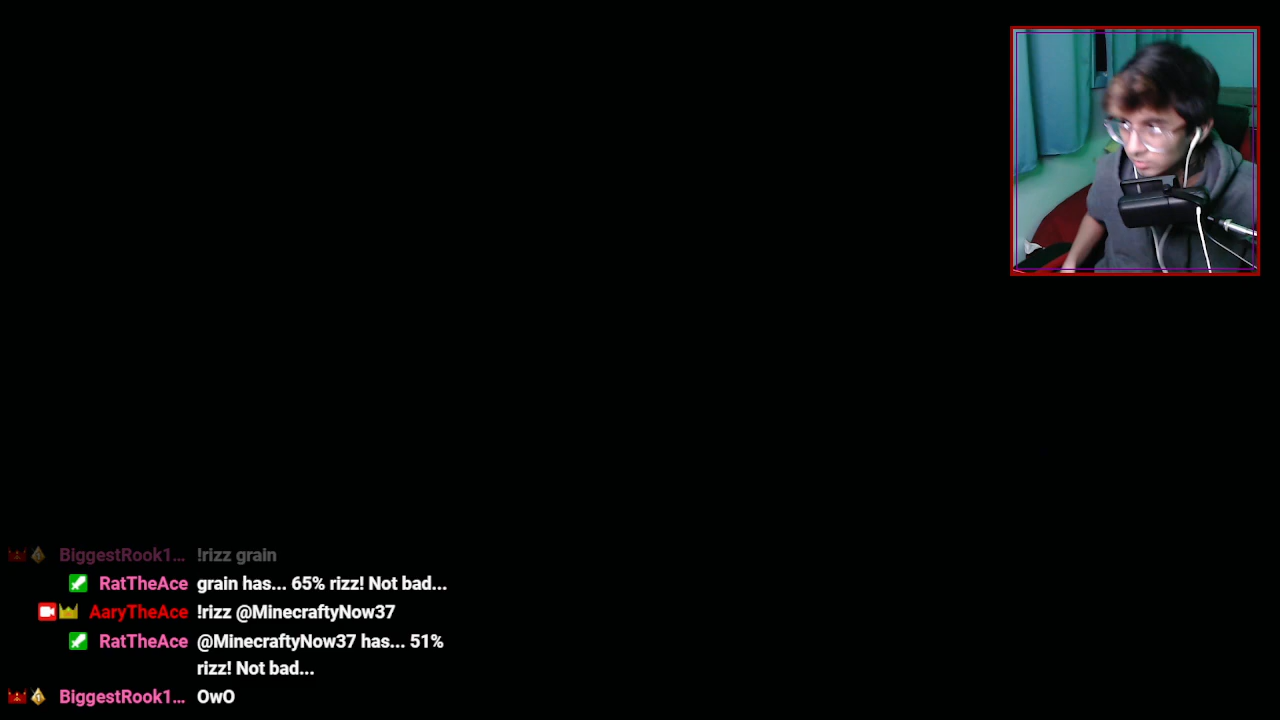 BiggestRook1... !rizz grain
RatTheAce grain has... 65% rizz! Not bad...
AaryTheAce !rizz @MinecraftyNow37
RatTheAce @MinecraftyNow37 has... 51%
rizz! Not bad...
BiggestRook1... OwO